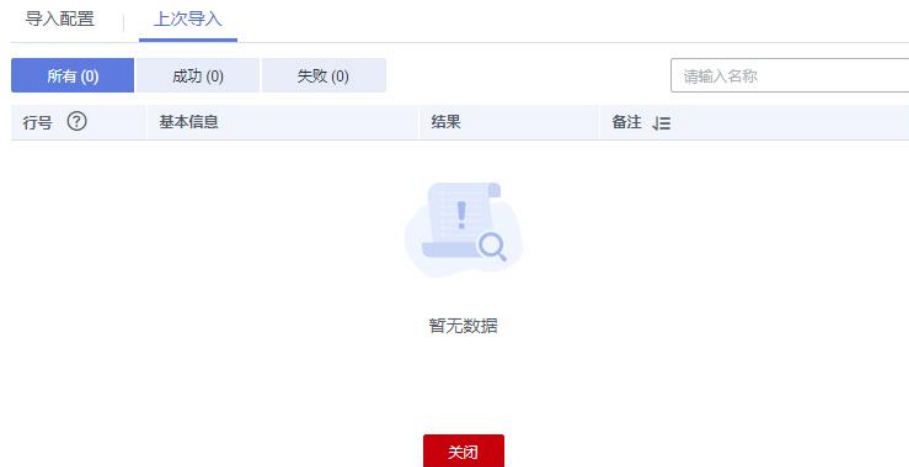 导入配置 上次导入
所有 (0) 成功 (0) 失败 (0) 请输入名称
行号 ? 基本信息 结果 备注
暂无数据
关闭